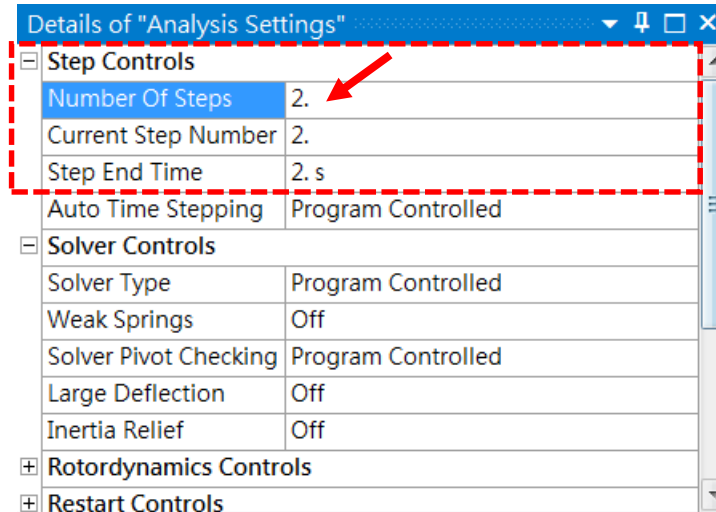 Details of "Analysis Settings"
Step Controls
Number Of Steps 2.
Current Step Number 2.
Step End Time 2. s
Auto Time Stepping Program Controlled
Solver Controls
Solver Type Program Controlled
Weak Springs Off
Solver Pivot Checking Program Controlled
Large Deflection Off
Inertia Relief Off
Rotordynamics Controls
Restart Controls